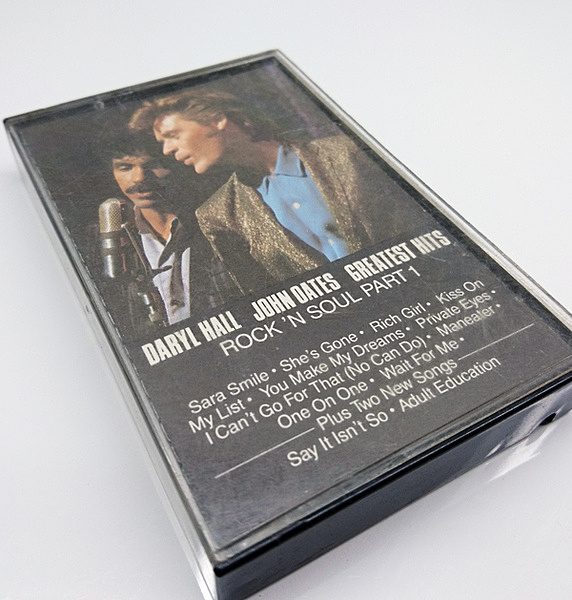 DARYL HALL JOHN OATES GREATEST HITS
ROCK 'N SOUL PART 1
Sara Smile • She's Gone • Rich Girl • Kiss On
My List • You Make My Dreams • Private Eyes •
I Can't Go For That (No Can Do) • Maneater •
One On One • Wait For Me •
Plus Two New Songs
Say It Isn't So • Adult Education